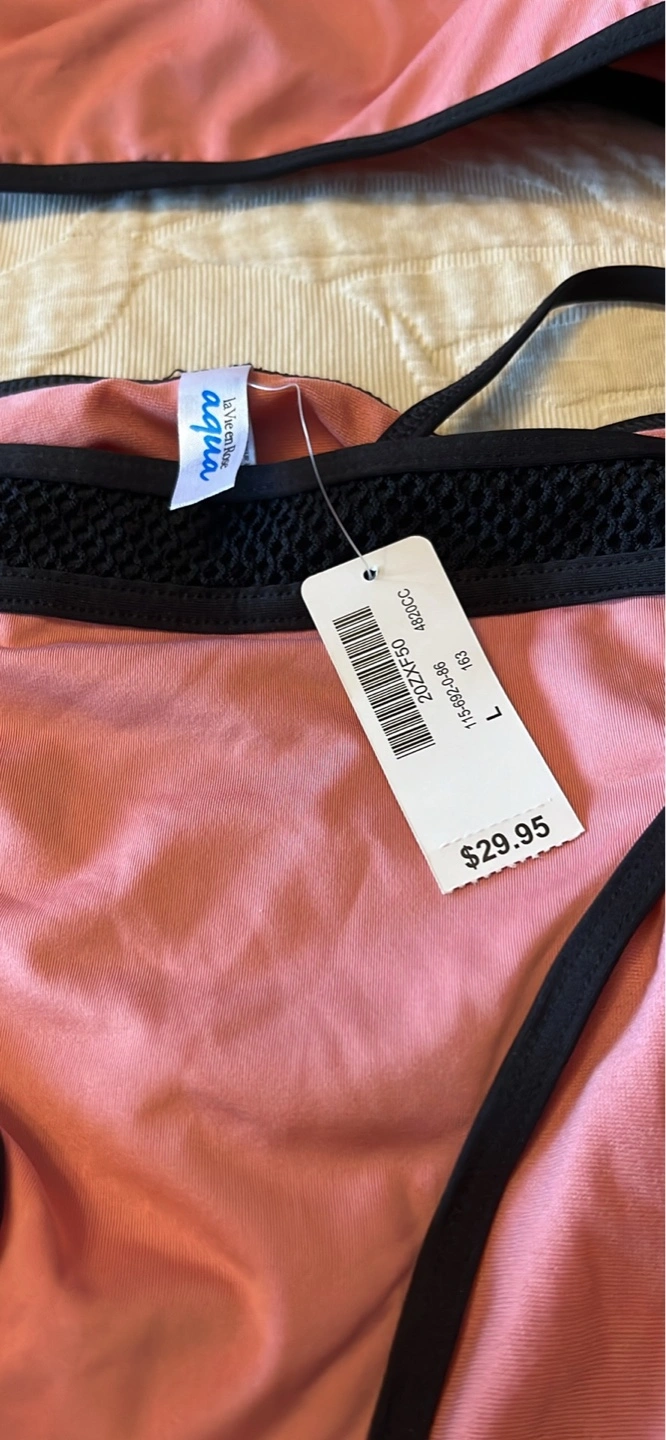 la Vie en Rose
aqua
20ZXF50
4820CC
115-692-0-86
163
L
$29.95